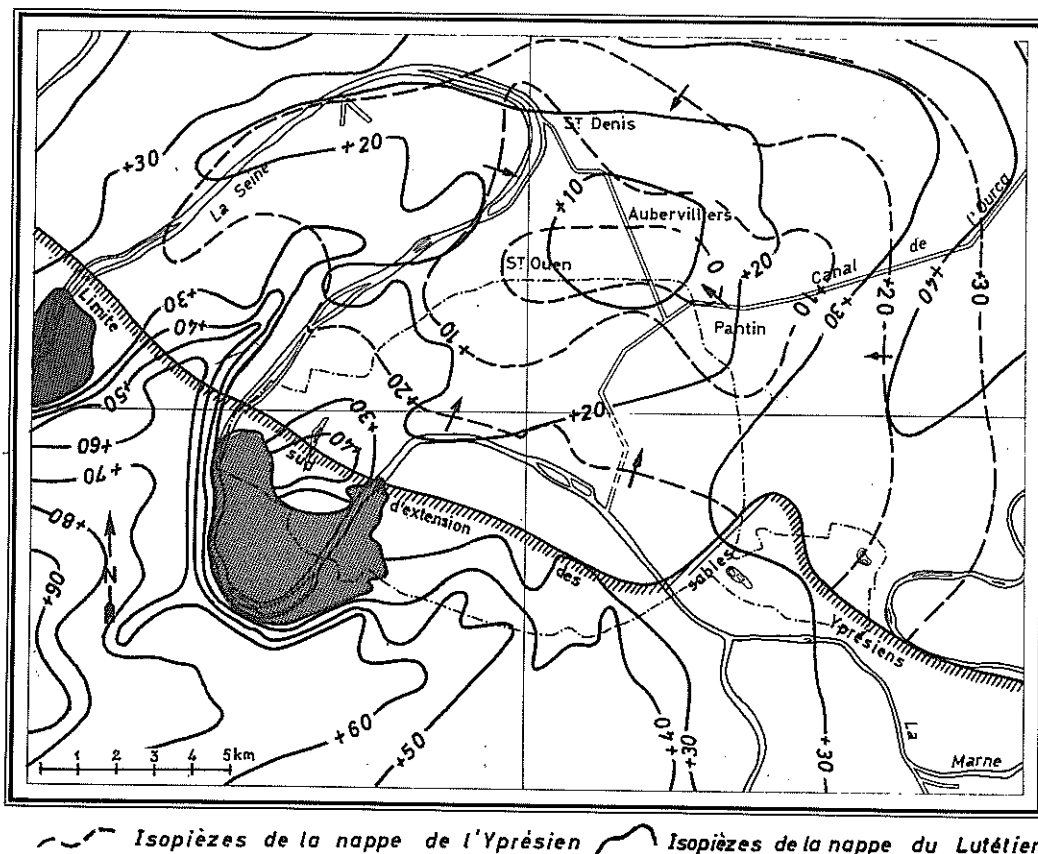 ST Denis
+20
+30
La Seine
+10
Aubervilliers
l'Ourcq
de
ST Ouen
0
+20
Canal
+40
+30
+10
+20
Limite
+30
+40
Pantin
+30
+10
+50
+20
+20
+60
+30
+40
+70
des
+80
d'extension
des
sables
+90
N
Yprésiens
+60
+40
+30
La
+50
+30
Marne
1 2 3 4 5km
Isopièzes de la nappe de l'Yprésien
Isopièzes de la nappe du Lutétien